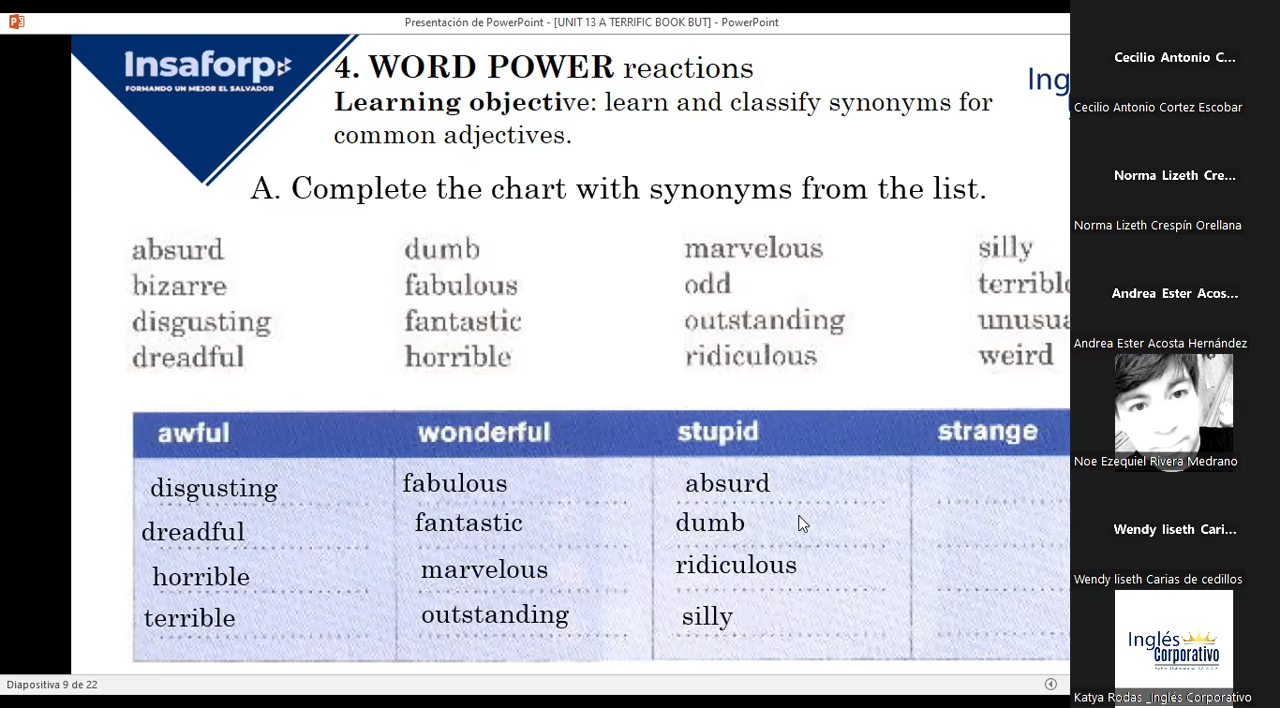 Presentación de PowerPoint - [UNIT 13 A TERRIFIC BOOK BUT] - PowerPoint
Insaforp
FORMANDO UN MEJOR EL SALVADOR
4. WORD POWER reactions
Learning objective: learn and classify synonyms for
common adjectives.
Ing
A. Complete the chart with synonyms from the list.
absurd dumb marvelous silly
bizarre fabulous odd terrible
disgusting fantastic outstanding unusua
dreadful horrible ridiculous weird
awful wonderful stupid strange
disgusting fabulous absurd
dreadful fantastic dumb
horrible marvelous ridiculous
terrible outstanding silly
Diapositiva 9 de 22
Cecilio Antonio C...
Cecilio Antonio Cortez Escobar
Norma Lizeth Cre...
Norma Lizeth Crespín Orellana
Andrea Ester Acos...
Andrea Ester Acosta Hernández
Noe Ezequiel Rivera Medrano
Wendy liseth Cari...
Wendy liseth Carias de cedillos
Inglés
Corporativo
Katya Rodas _Inglés Corporativo